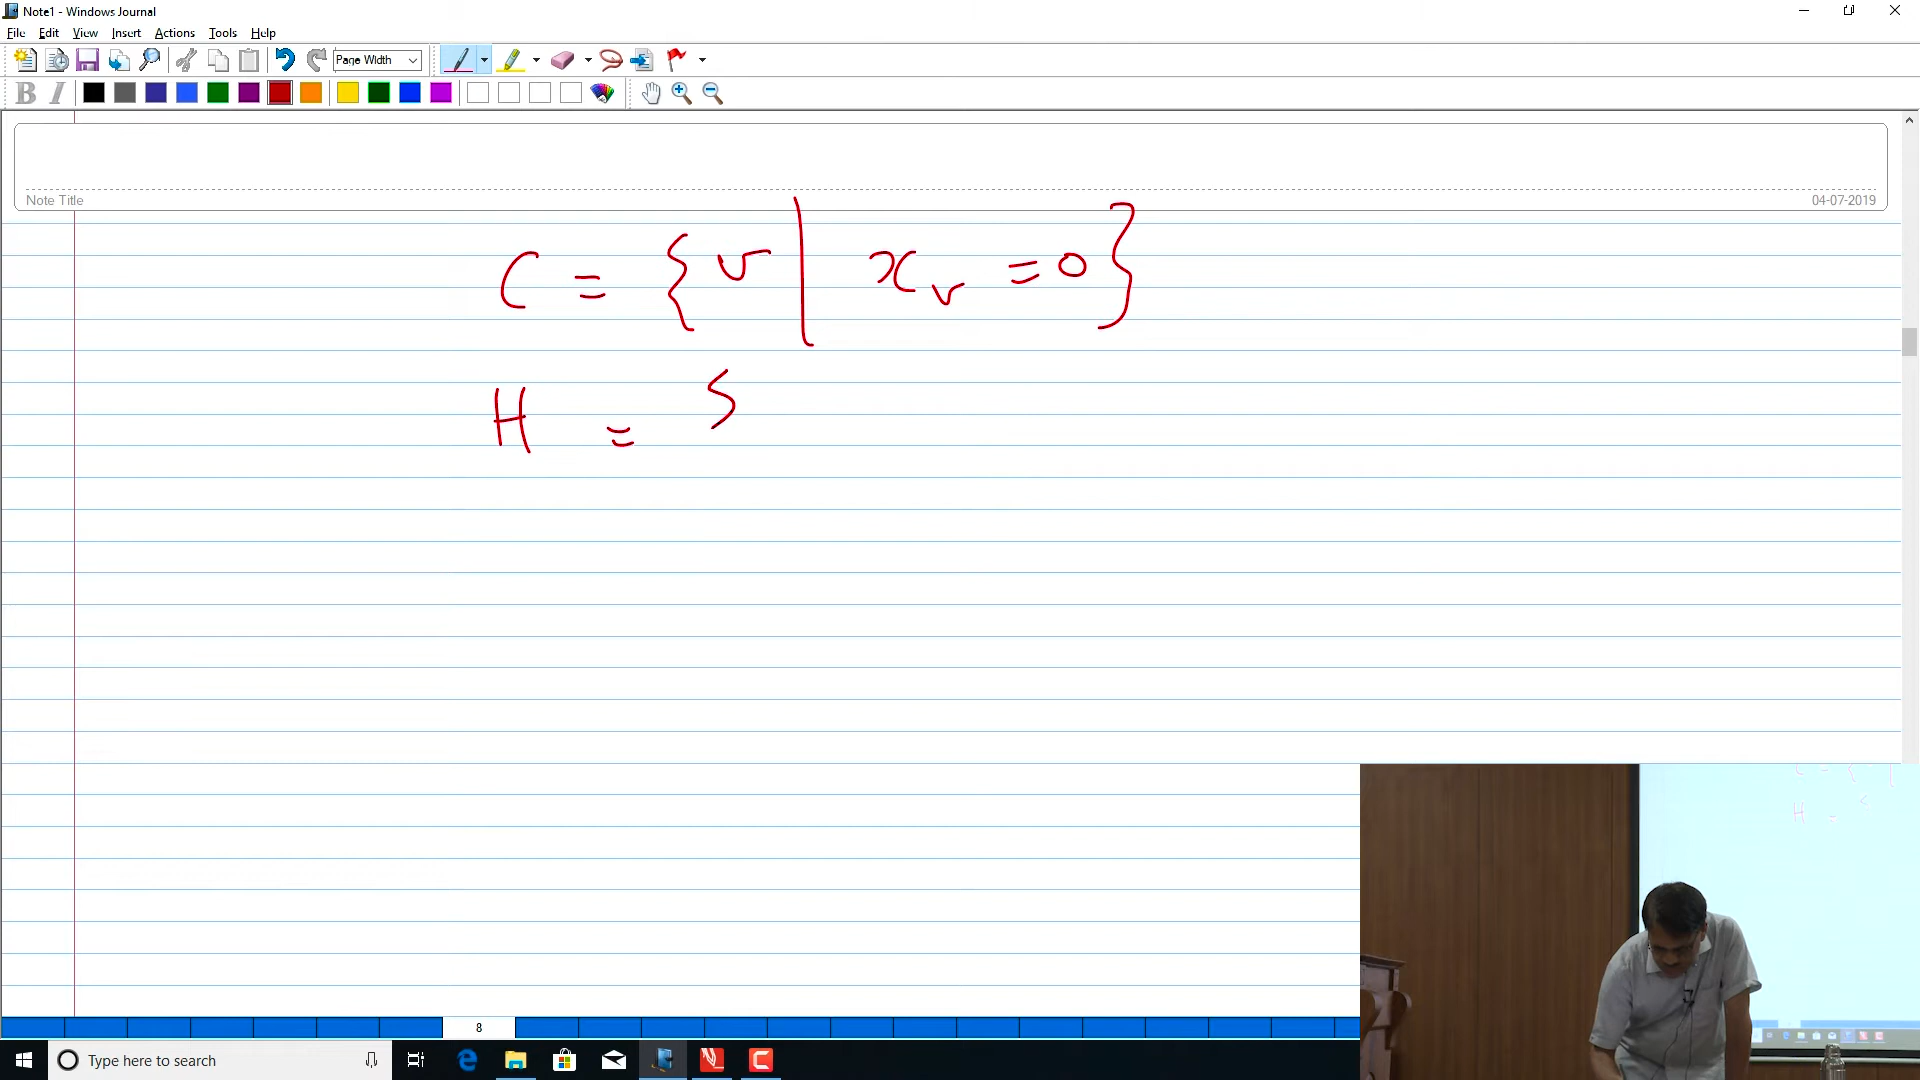 Note1 - Windows Journal
File Edit View Insert Actions Tools Help
Page Width
B I
Note Title
04-07-2019
C = { v | x_v = 0 }
H =
8
Type here to search